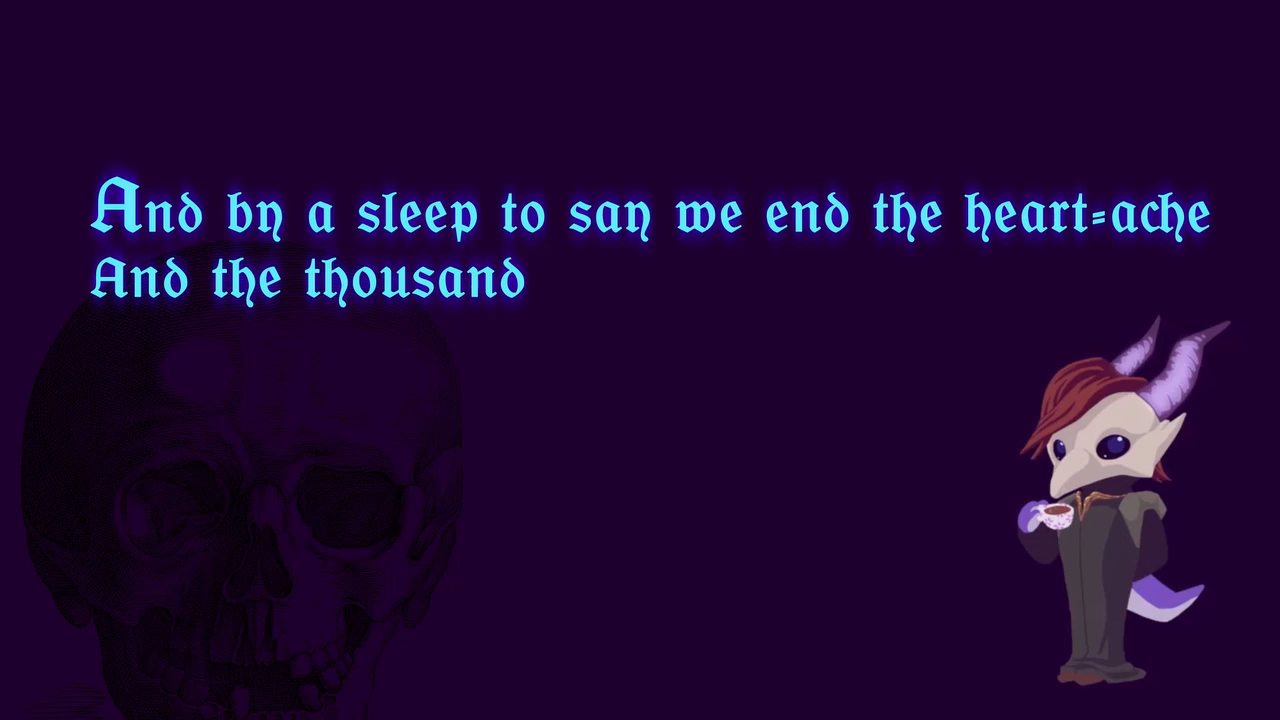 And by a sleep to say we end the heart-ache
And the thousand